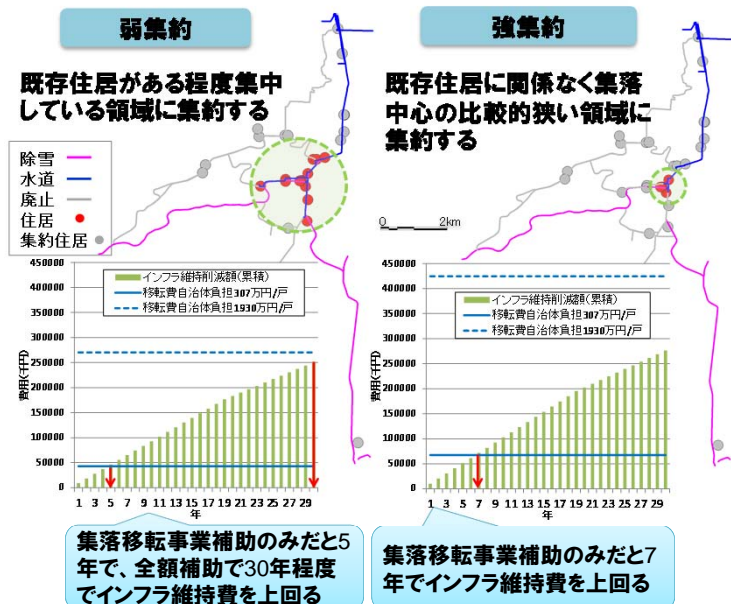 弱集約
既存住居がある程度集中
している領域に集約する
除雪
水道
廃止
住居
集約住居
450000
400000
350000
300000
250000
200000
150000
100000
50000
0
費用(千円)
インフラ維持削減額(累積)
移転費自治体負担307万円/戸
移転費自治体負担1930万円/戸
1 3 5 7 9 11 13 15 17 19 21 23 25 27 29
年
集落移転事業補助のみだと5
年で、全額補助で30年程度
でインフラ維持費を上回る
強集約
既存住居に関係なく集落
中心の比較的狭い領域に
集約する
0 2km
450000
400000
350000
300000
250000
200000
150000
100000
50000
0
費用(千円)
インフラ維持削減額(累積)
移転費自治体負担307万円/戸
移転費自治体負担1930万円/戸
1 3 5 7 9 11 13 15 17 19 21 23 25 27 29
年
集落移転事業補助のみだと7
年でインフラ維持費を上回る